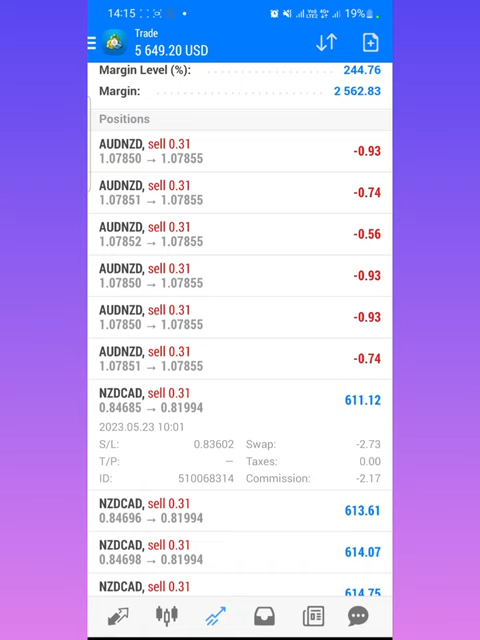 14:15 19%
Trade
5 649.20 USD
Margin Level (%): 244.76
Margin: 2 562.83
Positions
AUDNZD, sell 0.31
1.07850 → 1.07855 -0.93
AUDNZD, sell 0.31
1.07851 → 1.07855 -0.74
AUDNZD, sell 0.31
1.07852 → 1.07855 -0.56
AUDNZD, sell 0.31
1.07850 → 1.07855 -0.93
AUDNZD, sell 0.31
1.07850 → 1.07855 -0.93
AUDNZD, sell 0.31
1.07851 → 1.07855 -0.74
NZDCAD, sell 0.31
0.84685 → 0.81994 611.12
2023.05.23 10:01
S/L: 0.83602 Swap: -2.73
T/P: — Taxes: 0.00
ID: 510068314 Commission: -2.17
NZDCAD, sell 0.31
0.84696 → 0.81994 613.61
NZDCAD, sell 0.31
0.84698 → 0.81994 614.07
NZDCAD, sell 0.31
614.75